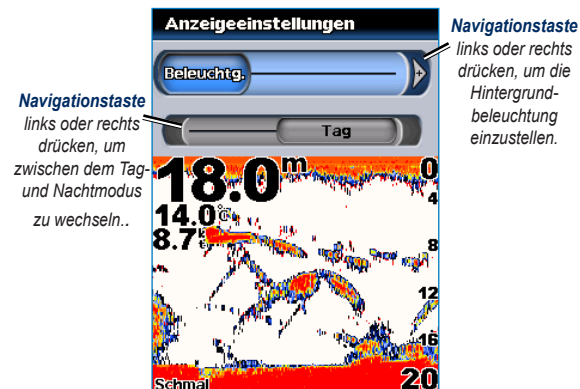 Anzeigeeinstellungen
Beleuchtg.
+
Tag
Navigationstaste
links oder rechts
drücken, um die
Hintergrund-
beleuchtung
einzustellen.
Navigationstaste
links oder rechts
drücken, um
zwischen dem Tag-
und Nachtmodus
zu wechseln..
18.0m
14.0°C
8.7
0
4
8
12
16
20
Schmal